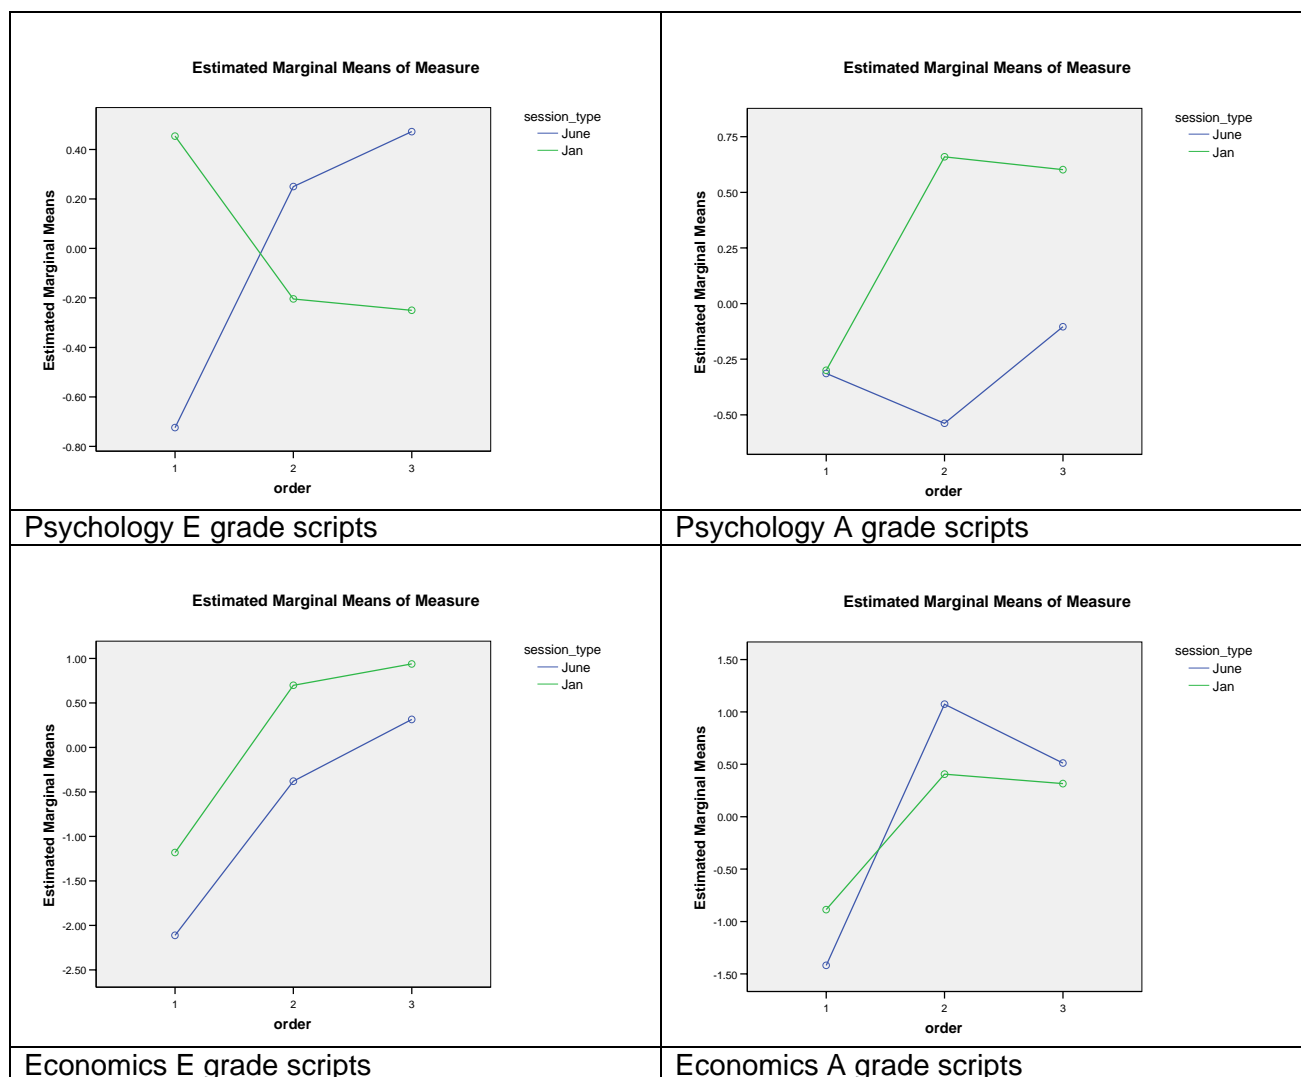 Estimated Marginal Means of Measure
session_type
June
Jan
Estimated Marginal Means
0.40
0.20
0.00
-0.20
-0.40
-0.60
-0.80
1 2 3
order
Psychology E grade scripts
Estimated Marginal Means of Measure
session_type
June
Jan
Estimated Marginal Means
0.75
0.50
0.25
0.00
-0.25
-0.50
1 2 3
order
Psychology A grade scripts
Estimated Marginal Means of Measure
session_type
June
Jan
Estimated Marginal Means
1.00
0.50
0.00
-0.50
-1.00
-1.50
-2.00
-2.50
1 2 3
order
Economics E grade scripts
Estimated Marginal Means of Measure
session_type
June
Jan
Estimated Marginal Means
1.50
1.00
0.50
0.00
-0.50
-1.00
-1.50
1 2 3
order
Economics A grade scripts